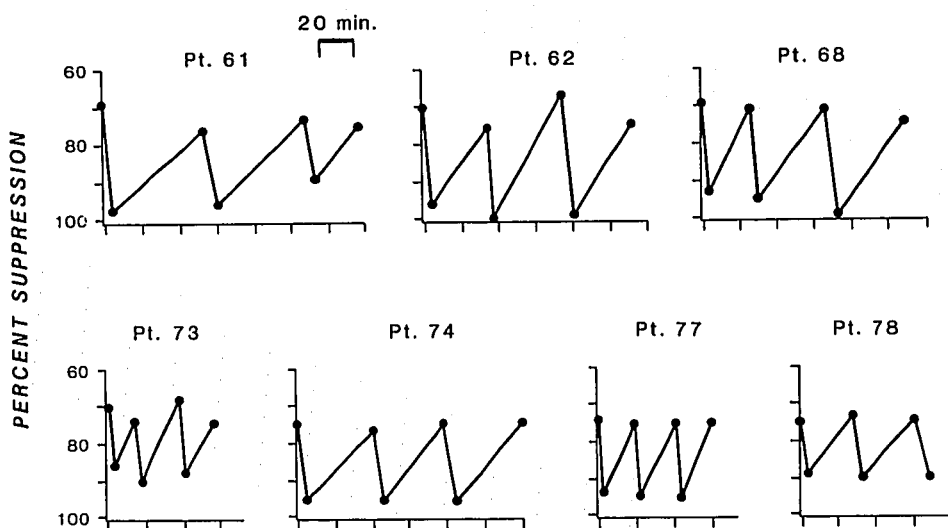 20 min.
Pt. 61
Pt. 62
Pt. 68
60
80
100
PERCENT SUPPRESSION
Pt. 73
Pt. 74
Pt. 77
Pt. 78
60
80
100